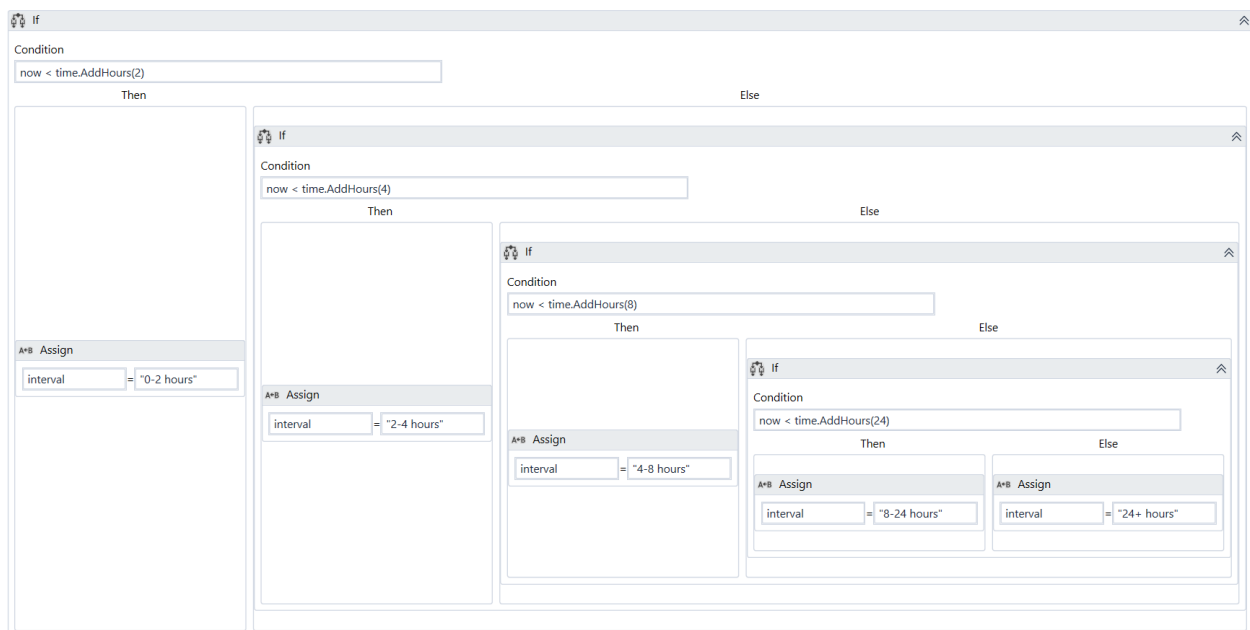 If
Condition
now < time.AddHours(2)
Then
Else
If
Condition
now < time.AddHours(4)
Then
Else
If
Condition
now < time.AddHours(8)
Then
Else
A*B Assign
interval = "0-2 hours"
If
A*B Assign
interval = "2-4 hours"
Condition
now < time.AddHours(24)
A*B Assign
interval = "4-8 hours"
Then
Else
A*B Assign
interval = "8-24 hours"
A*B Assign
interval = "24+ hours"